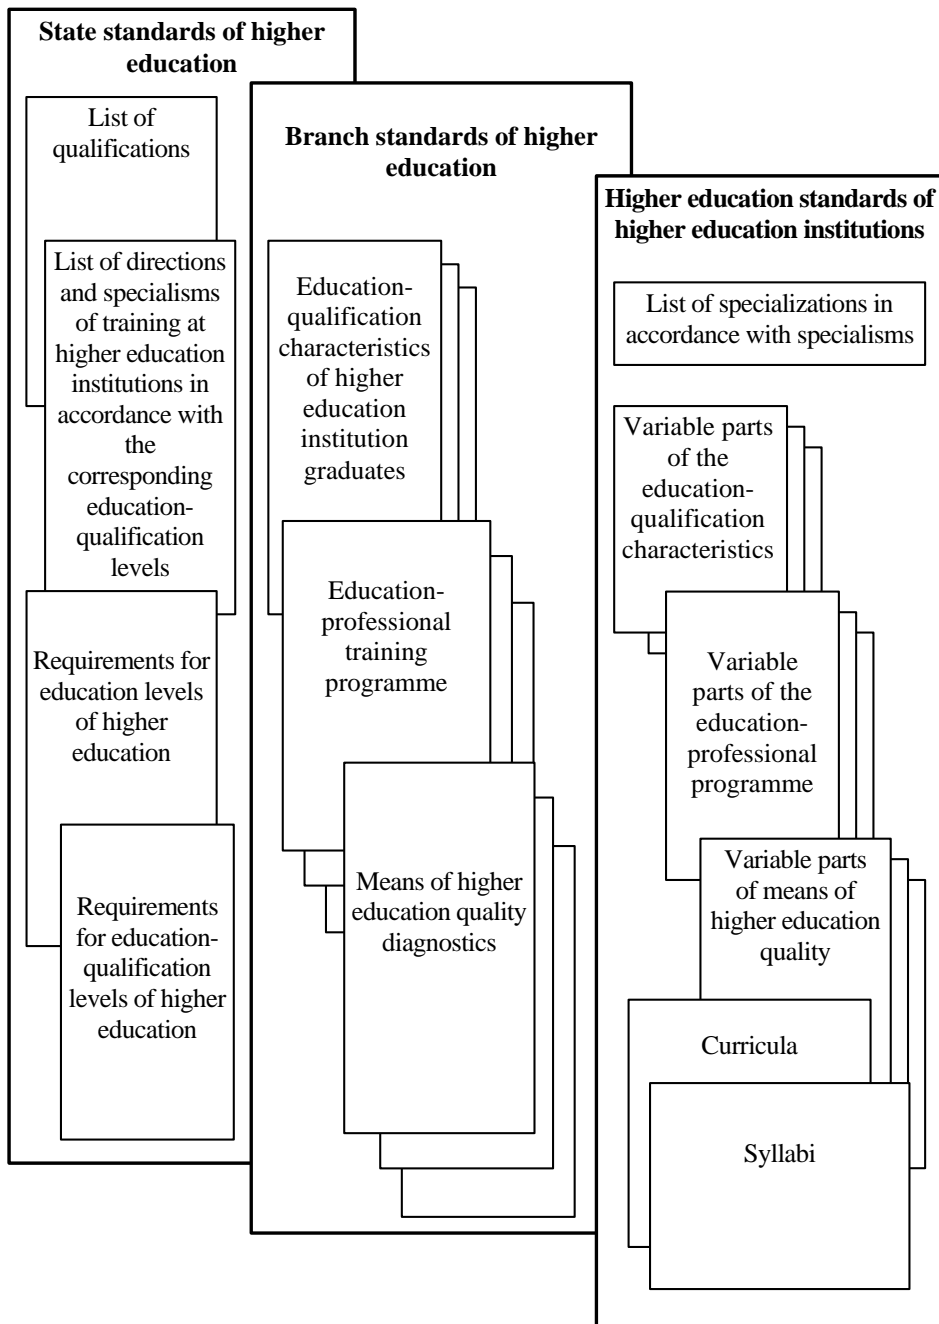 State standards of higher
education
List of
qualifications
List of directions
and specialisms
of training at
higher education
institutions in
accordance with
the
corresponding
education-
qualification
levels
Requirements for
education levels
of higher
education
Requirements
for education-
qualification
levels of higher
education
Branch standards of higher
education
Education-
qualification
characteristics
of higher
education
institution
graduates
Education-
professional
training
programme
Means of higher
education quality
diagnostics
Higher education standards of
higher education institutions
List of specializations in
accordance with specialisms
Variable parts
of the
education-
qualification
characteristics
Variable
parts of the
education-
professional
programme
Variable parts
of means of
higher education
quality
Curricula
Syllabi